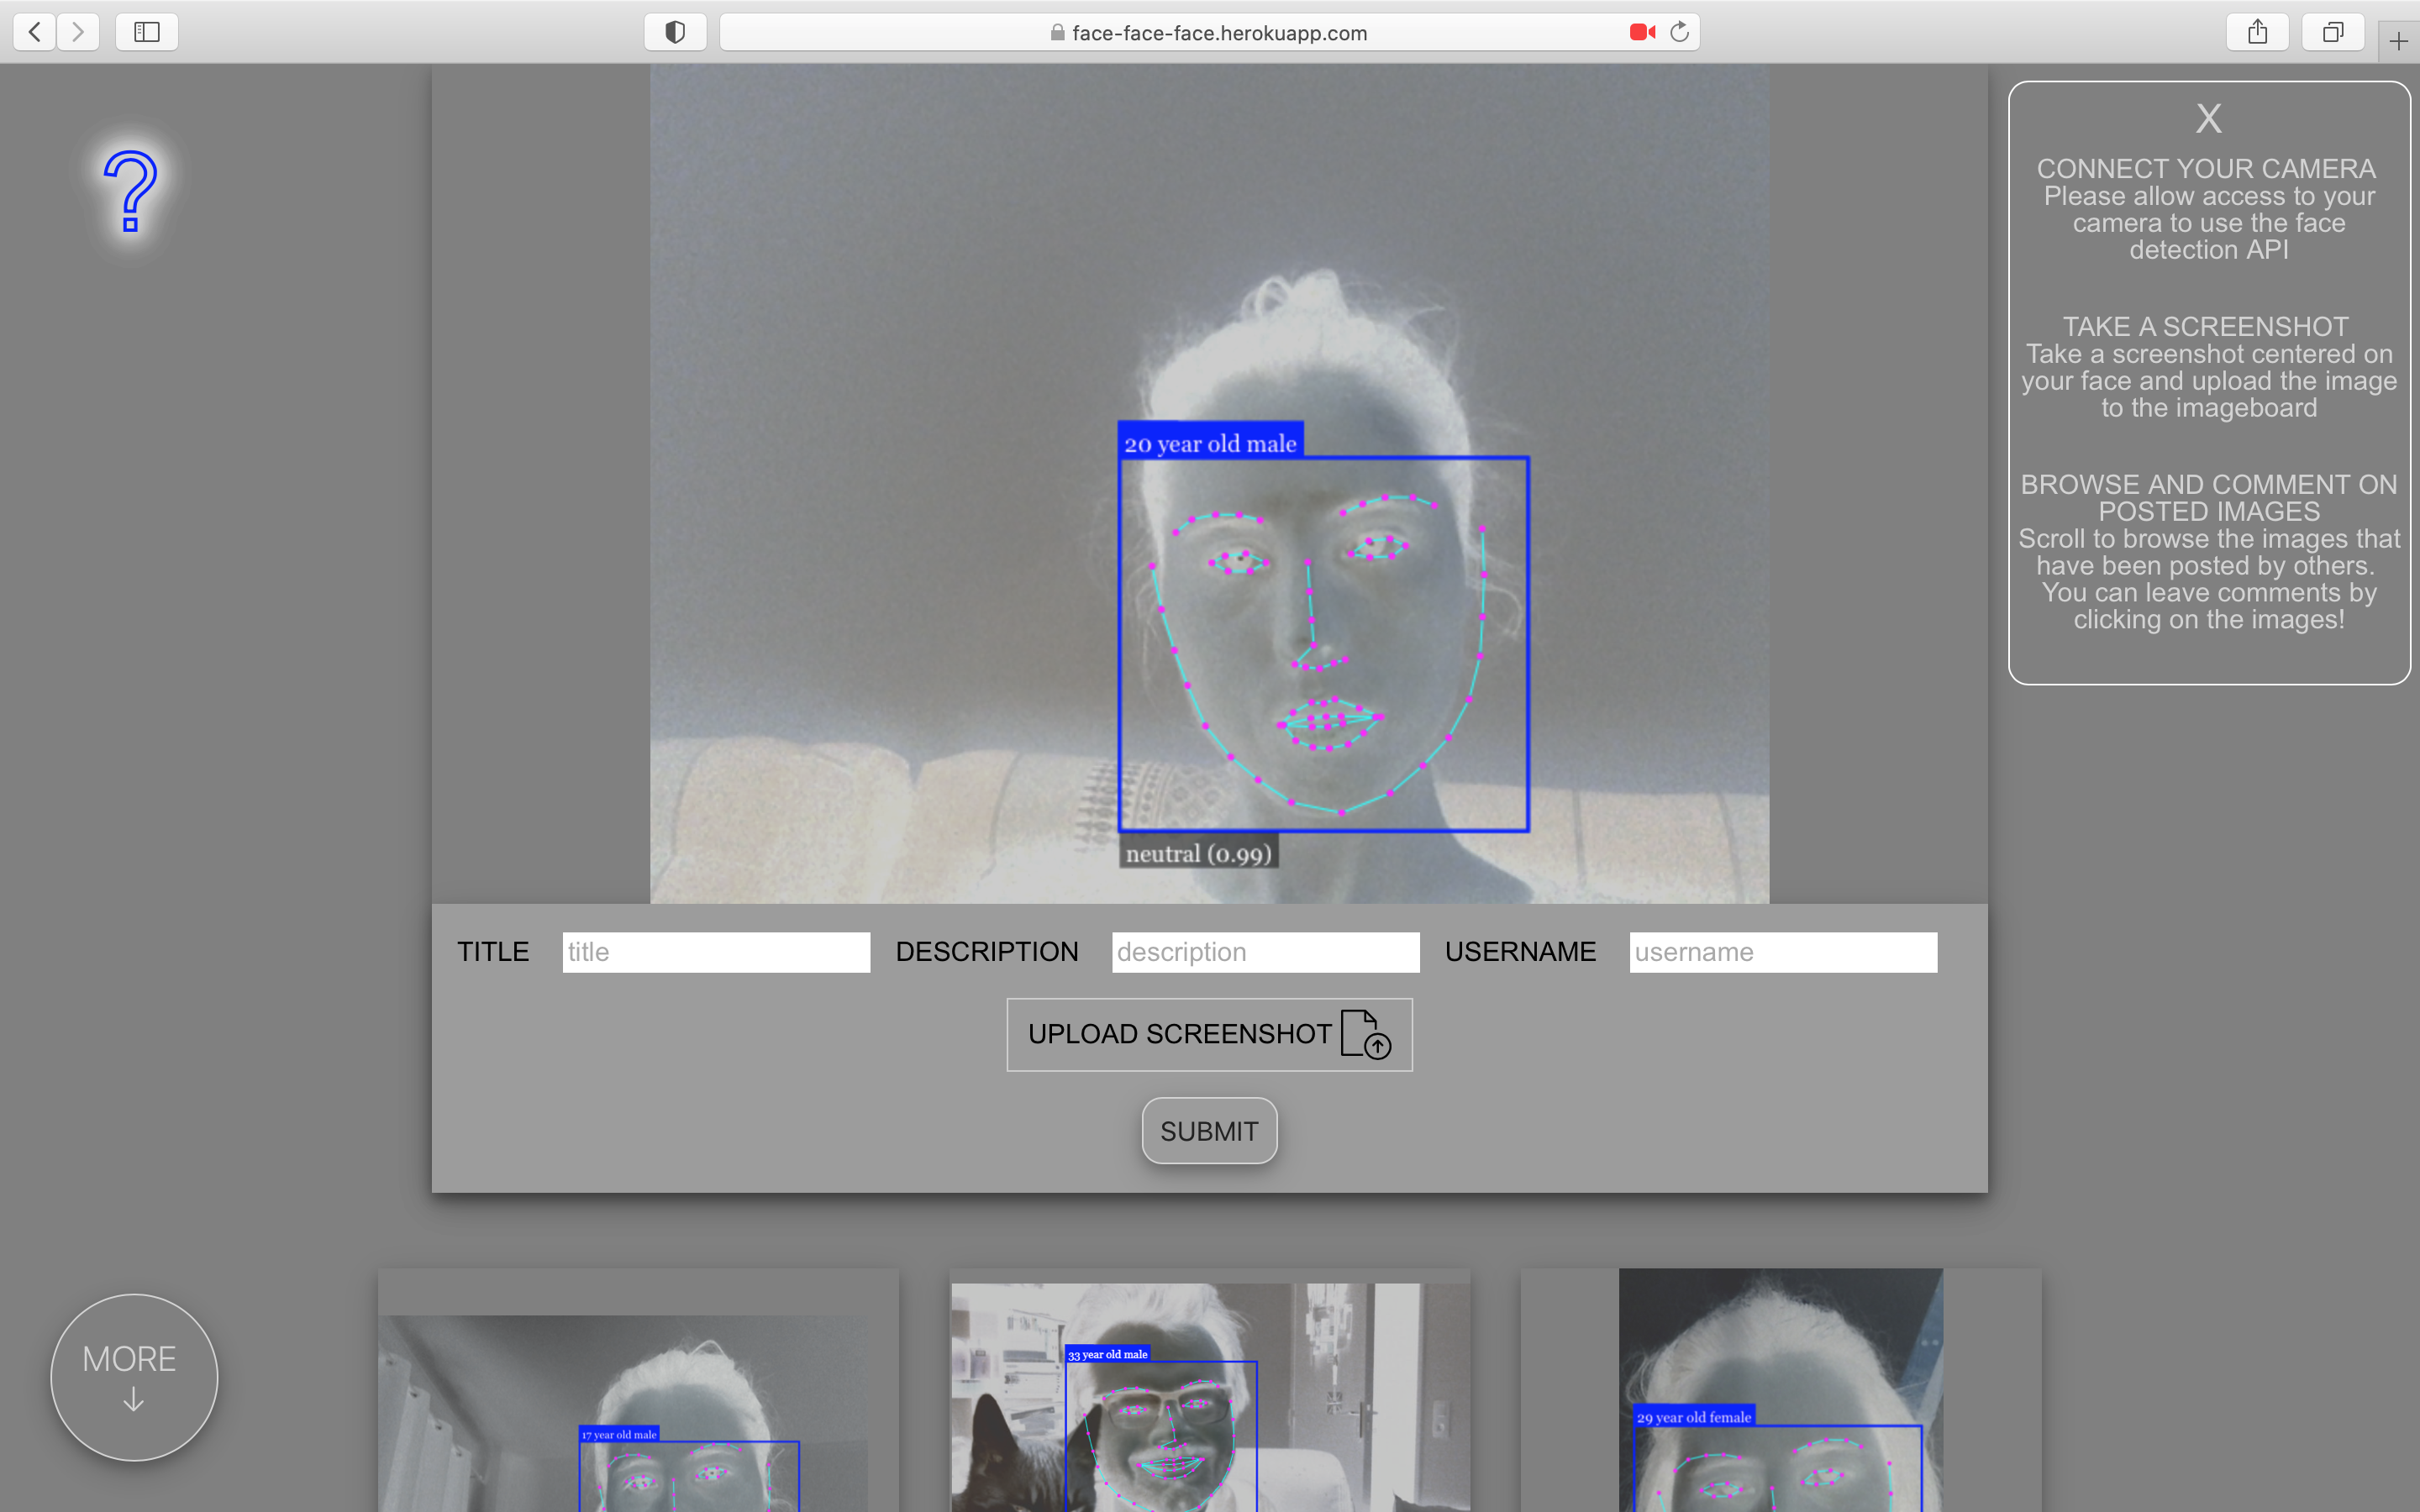 face-face-face.herokuapp.com
?
20 year old male
neutral (0.99)
X
CONNECT YOUR CAMERA
Please allow access to your
camera to use the face
detection API
TAKE A SCREENSHOT
Take a screenshot centered on
your face and upload the image
to the imageboard
BROWSE AND COMMENT ON
POSTED IMAGES
Scroll to browse the images that
have been posted by others.
You can leave comments by
clicking on the images!
TITLE title DESCRIPTION description USERNAME username
UPLOAD SCREENSHOT
SUBMIT
MORE
17 year old male
33 year old male
29 year old female